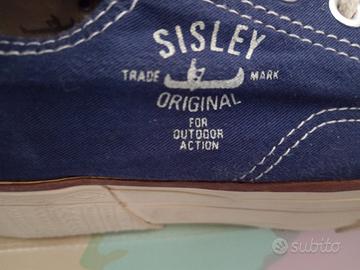 SISLEY
TRADE MARK
ORIGINAL
FOR
OUTDOOR
ACTION
subito